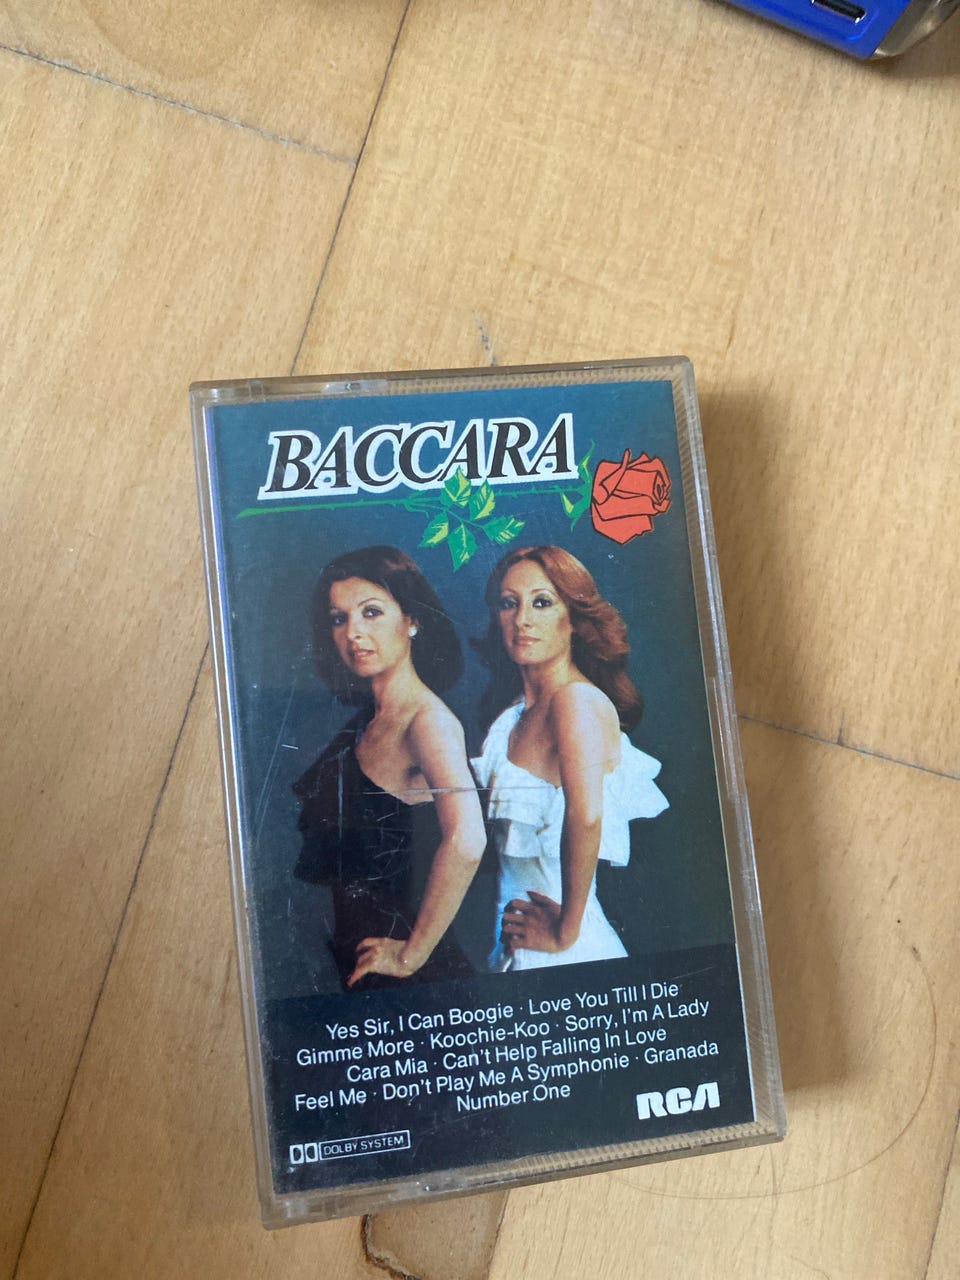 BACCARA
Yes Sir, I Can Boogie · Love You Till I Die
Gimme More · Koochie-Koo · Sorry, I'm A Lady
Cara Mia · Can't Help Falling In Love
Feel Me · Don't Play Me A Symphonie · Granada
Number One
RCA
DOLBY SYSTEM